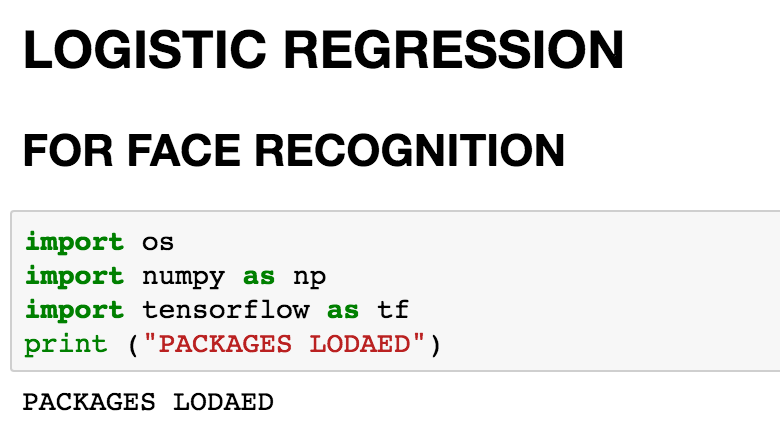 LOGISTIC REGRESSION
FOR FACE RECOGNITION
import os
import numpy as np
import tensorflow as tf
print ("PACKAGES LODAED")
PACKAGES LODAED